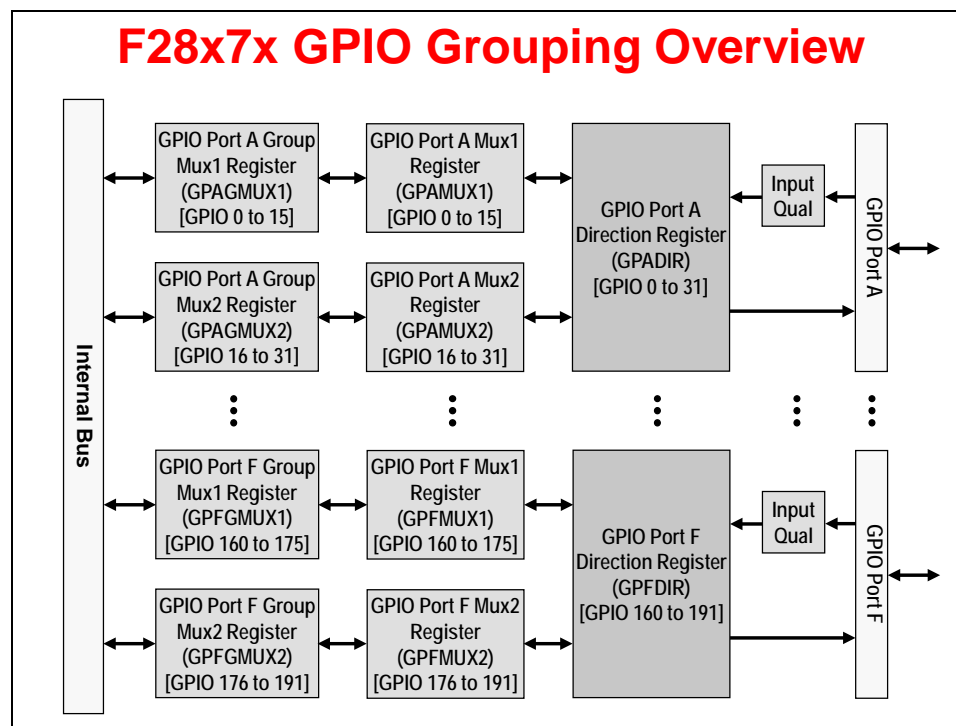 F28x7x GPIO Grouping Overview
Internal Bus
GPIO Port A Group
Mux1 Register
(GPAGMUX1)
[GPIO 0 to 15]
GPIO Port A Mux1
Register
(GPAMUX1)
[GPIO 0 to 15]
GPIO Port A Group
Mux2 Register
(GPAGMUX2)
[GPIO 16 to 31]
GPIO Port A Mux2
Register
(GPAMUX2)
[GPIO 16 to 31]
GPIO Port A
Direction Register
(GPADIR)
[GPIO 0 to 31]
Input
Qual
GPIO Port A
GPIO Port F Group
Mux1 Register
(GPFGMUX1)
[GPIO 160 to 175]
GPIO Port F Mux1
Register
(GPFMUX1)
[GPIO 160 to 175]
GPIO Port F Group
Mux2 Register
(GPFGMUX2)
[GPIO 176 to 191]
GPIO Port F Mux2
Register
(GPFMUX2)
[GPIO 176 to 191]
GPIO Port F
Direction Register
(GPFDIR)
[GPIO 160 to 191]
Input
Qual
GPIO Port F